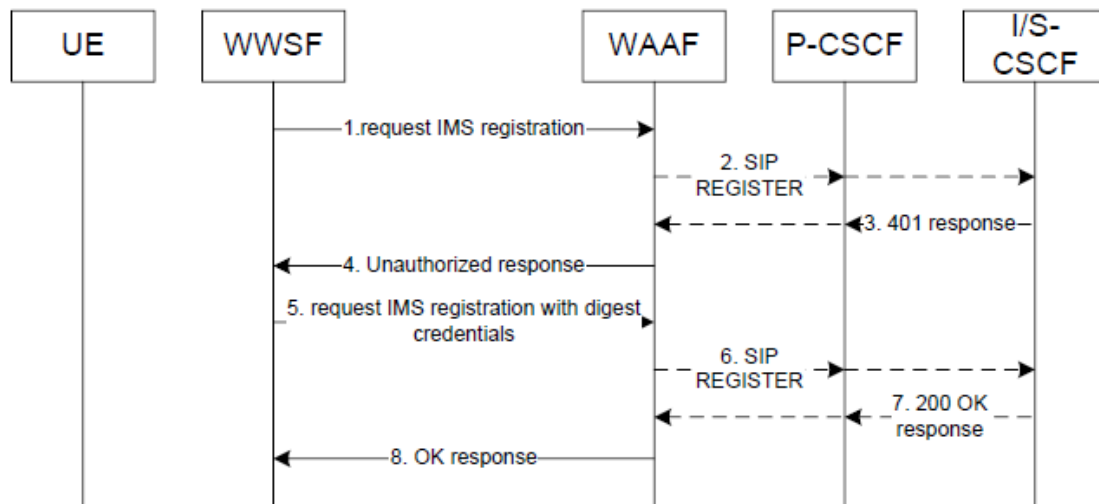 UE
WWSF
WAAF
P-CSCF
I/S-
CSCF
1.request IMS registration
2. SIP
REGISTER
3. 401 response
4. Unauthorized response
5. request IMS registration with digest
credentials
6. SIP
REGISTER
7. 200 OK
response
8. OK response